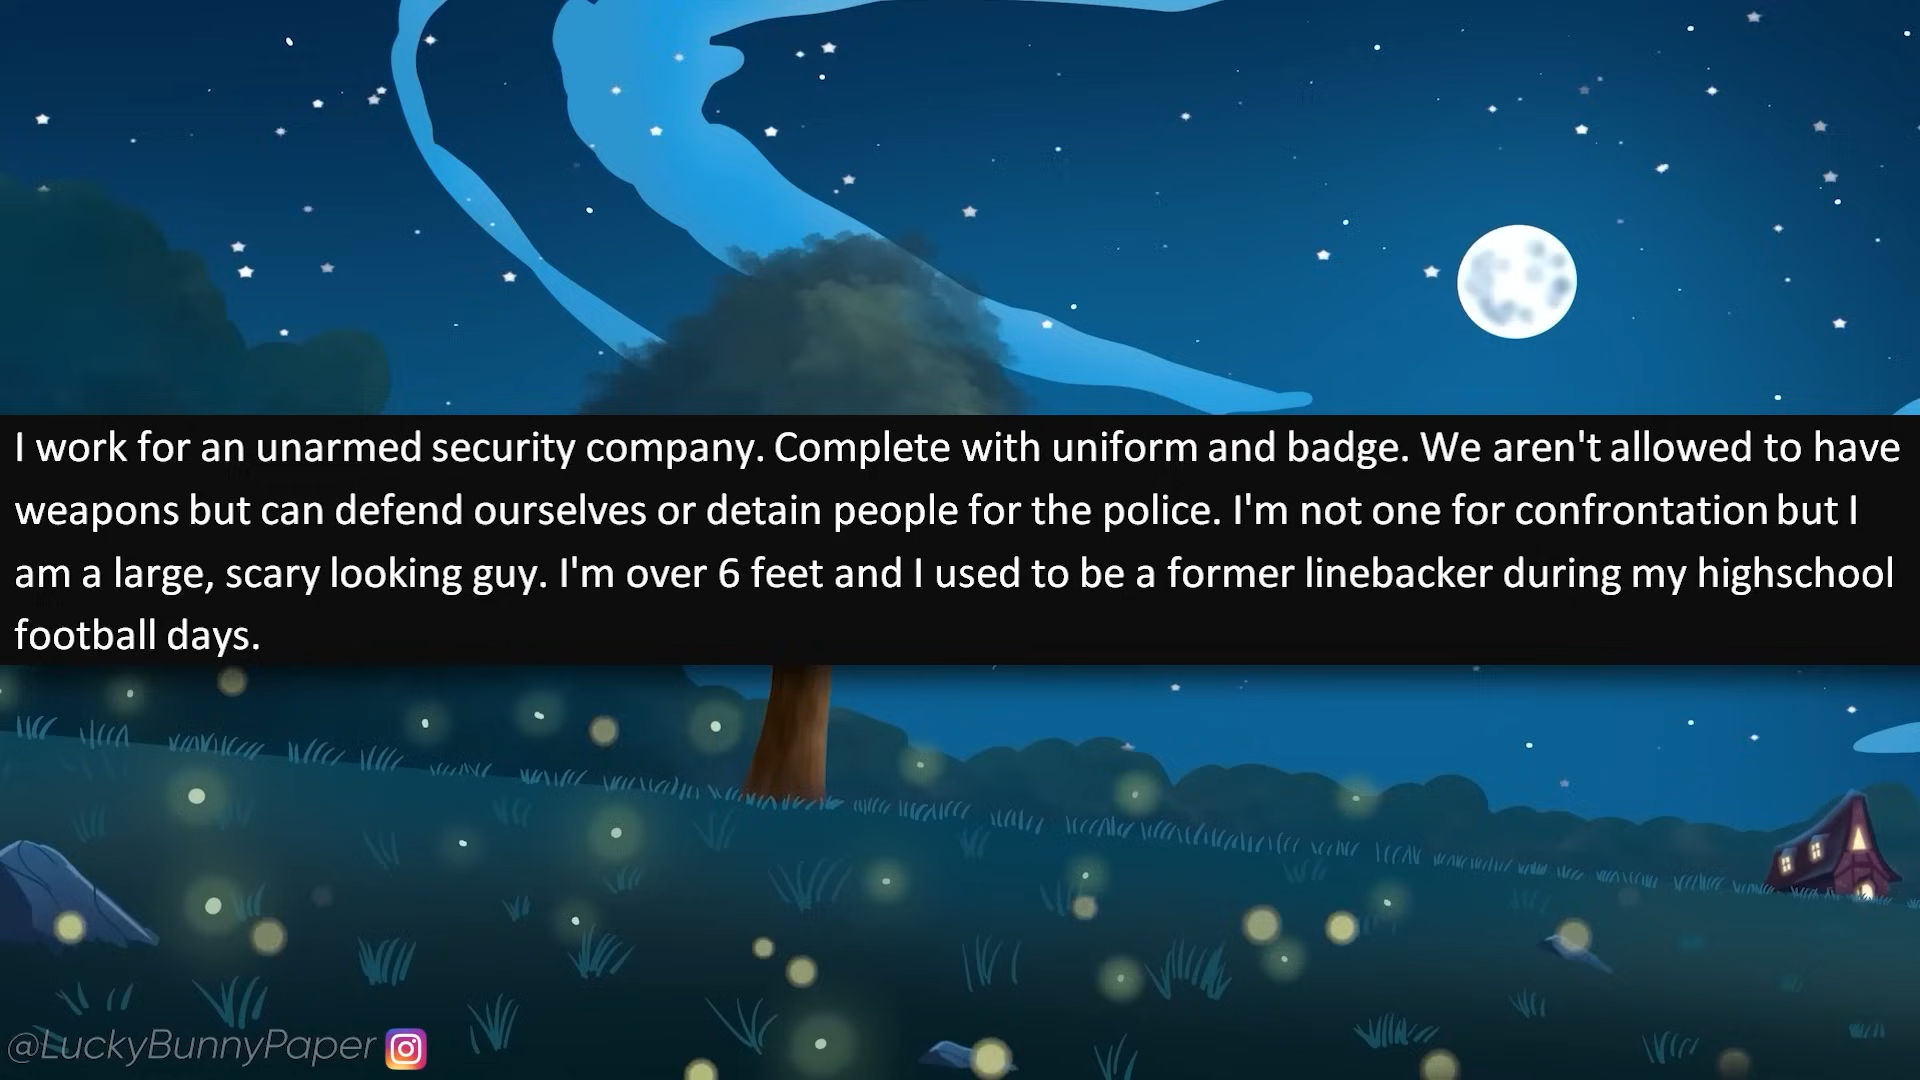 I work for an unarmed security company. Complete with uniform and badge. We aren't allowed to have
weapons but can defend ourselves or detain people for the police. I'm not one for confrontation but I
am a large, scary looking guy. I'm over 6 feet and I used to be a former linebacker during my highschool
football days.
@LuckyBunnyPaper